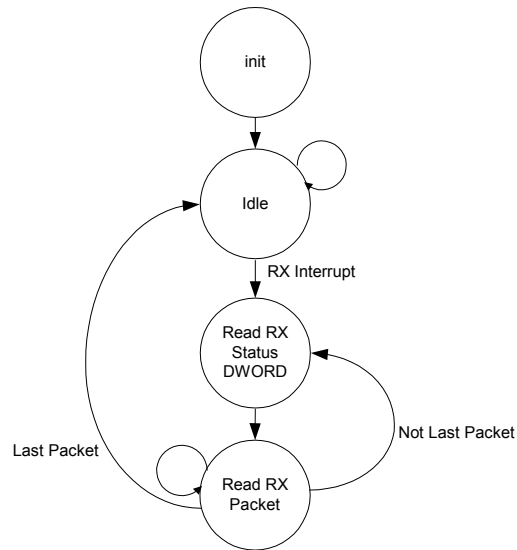 init
Idle
RX Interrupt
Read RX
Status
DWORD
Not Last Packet
Last Packet
Read RX
Packet